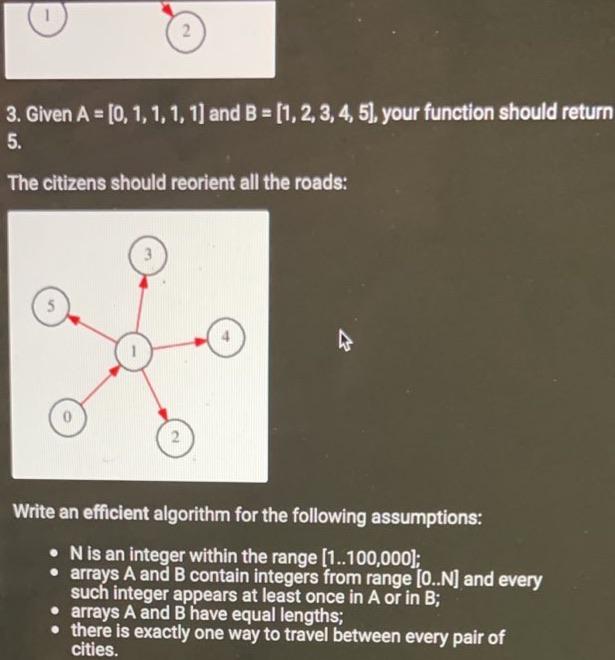 1
2
3. Given A = [0, 1, 1, 1, 1] and B = [1, 2, 3, 4, 5], your function should return
5.
The citizens should reorient all the roads:
3
5
4
1
0
2
Write an efficient algorithm for the following assumptions:
• N is an integer within the range [1..100,000];
• arrays A and B contain integers from range [0..N] and every
such integer appears at least once in A or in B;
• arrays A and B have equal lengths;
• there is exactly one way to travel between every pair of
cities.